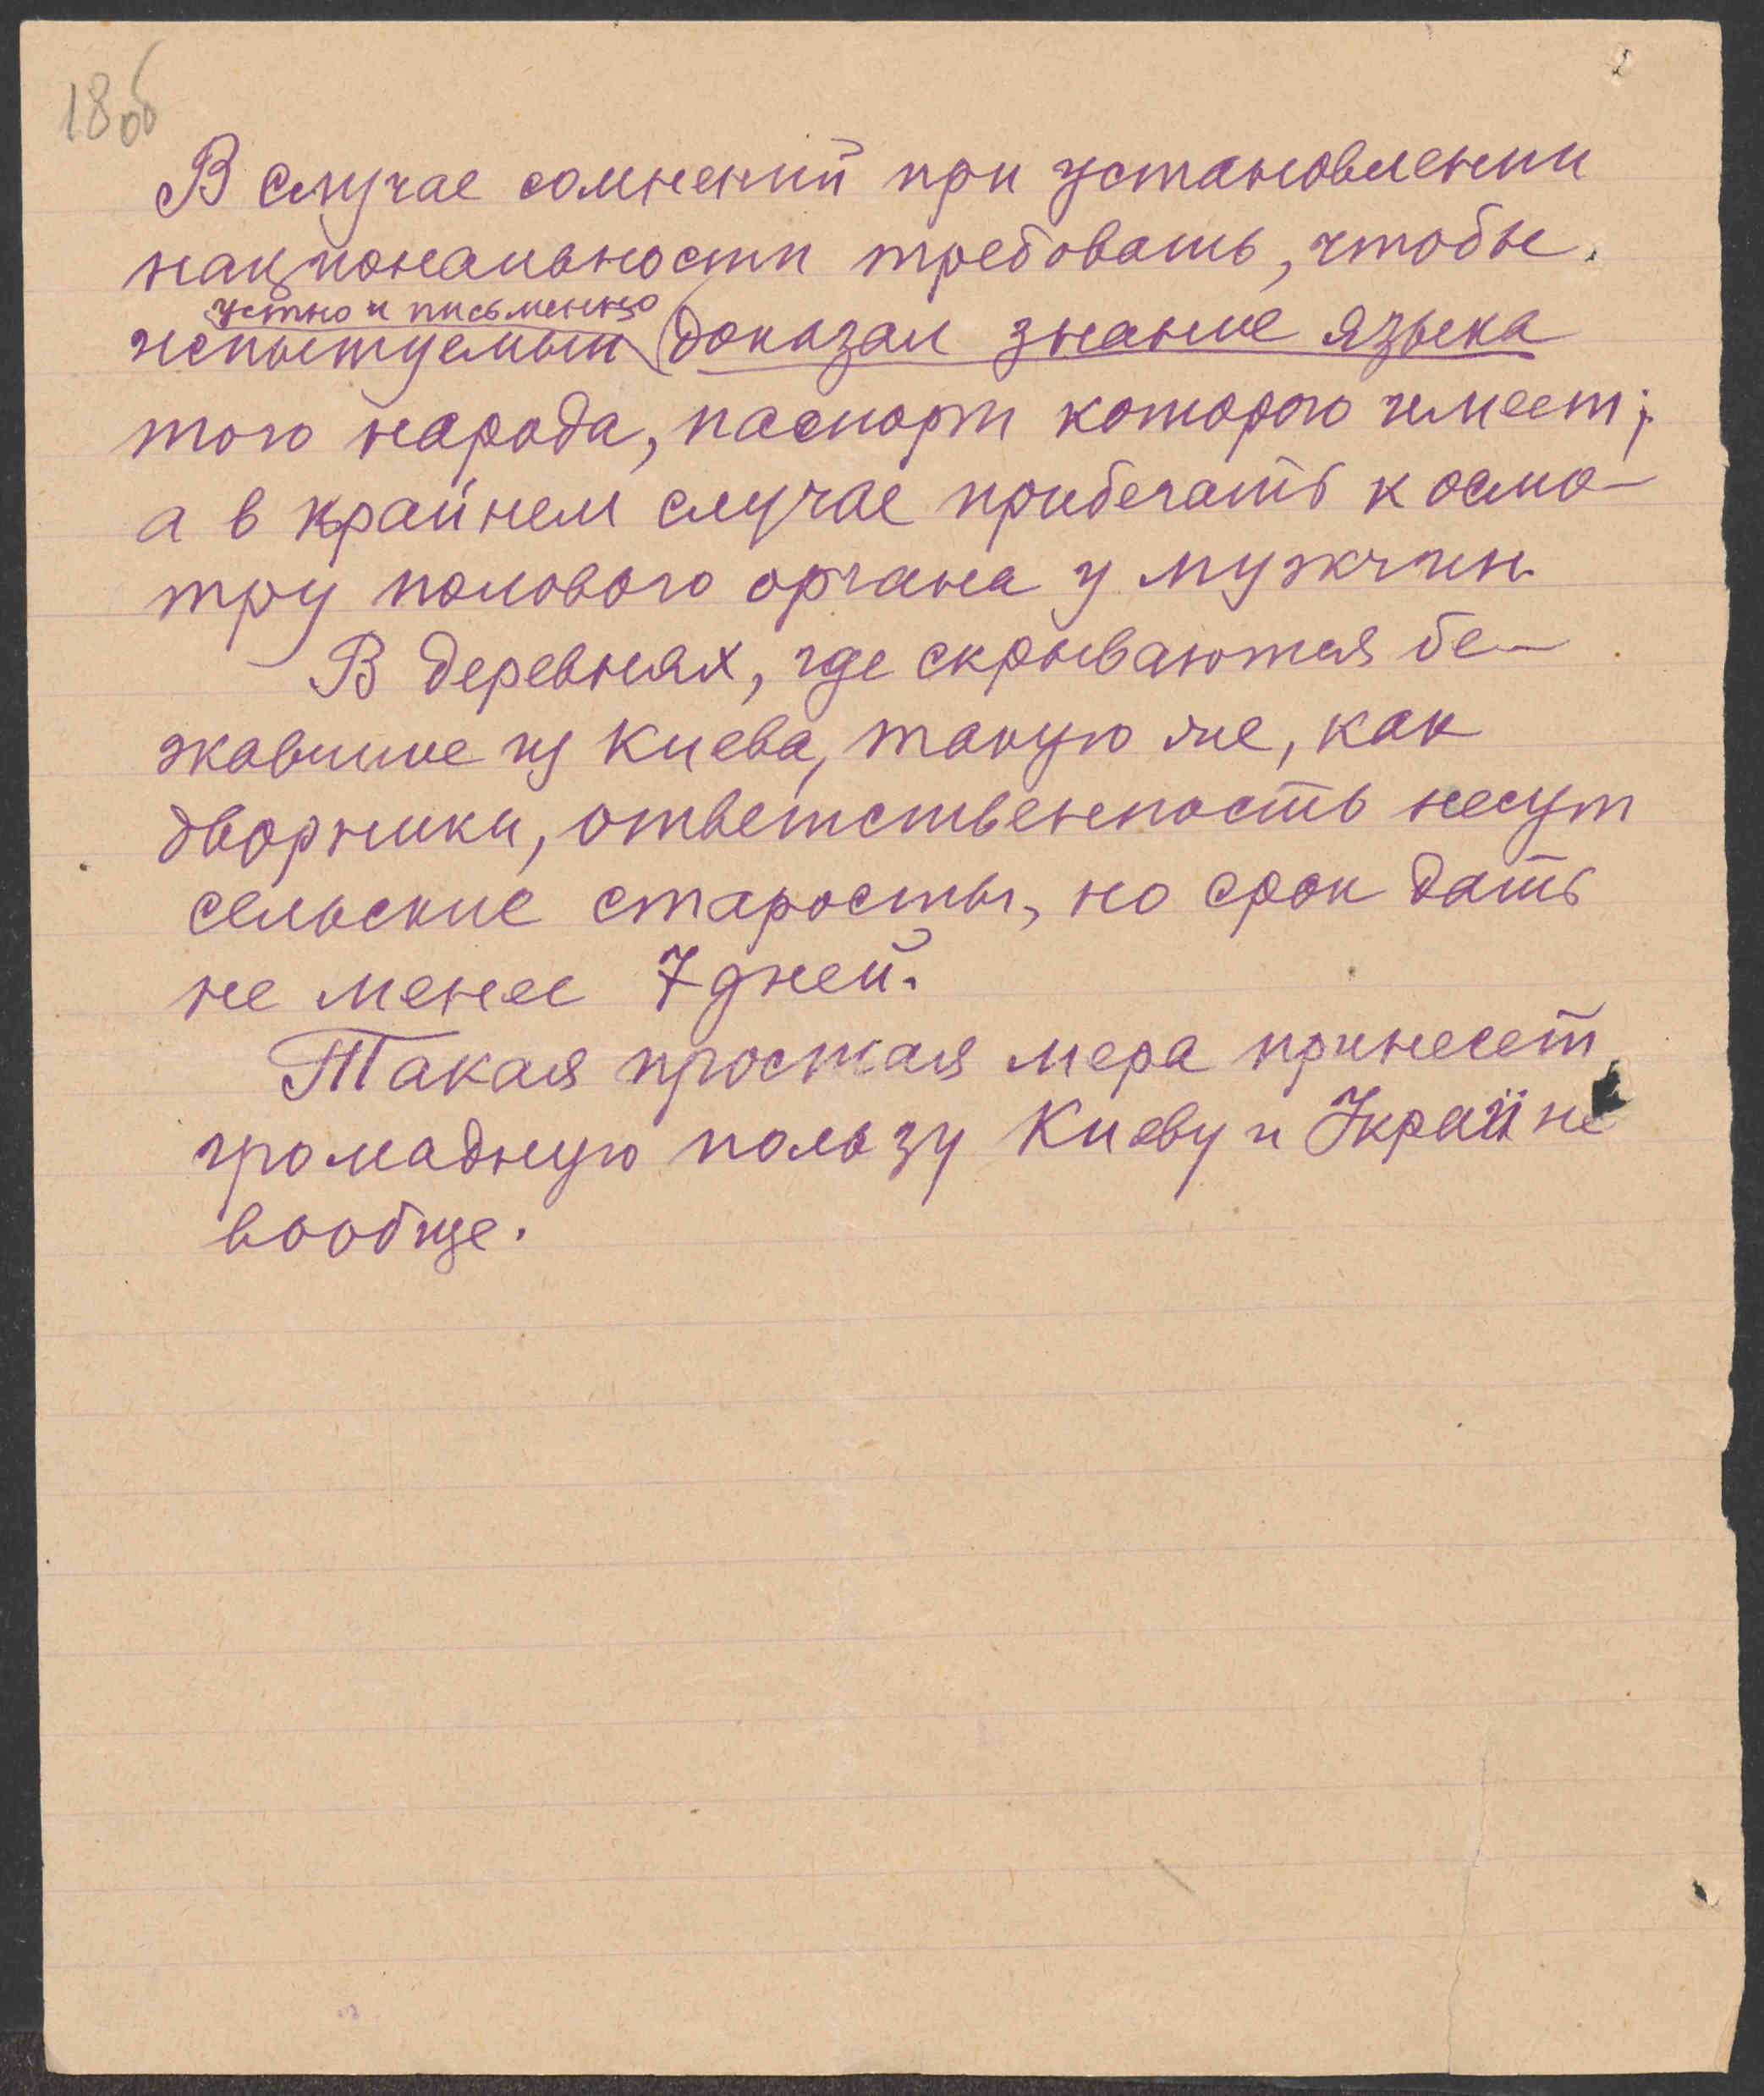 18об
В случае сомнений при установлении
национальности требовать, чтобы
устно и письменно
испытуемый доказал знание языка
того народа, паспорт которого имеет;
а в крайнем случае прибегать к осмо-
тру полового органа у мужчин.
В деревнях, где скрываются бе-
жавшие из Киева, такую же, как
дворники, ответственность несут
сельские старосты, но срок дать
не менее 7 дней.
Такая простая мера принесет
громадную пользу Киеву и Украйне
вообще.